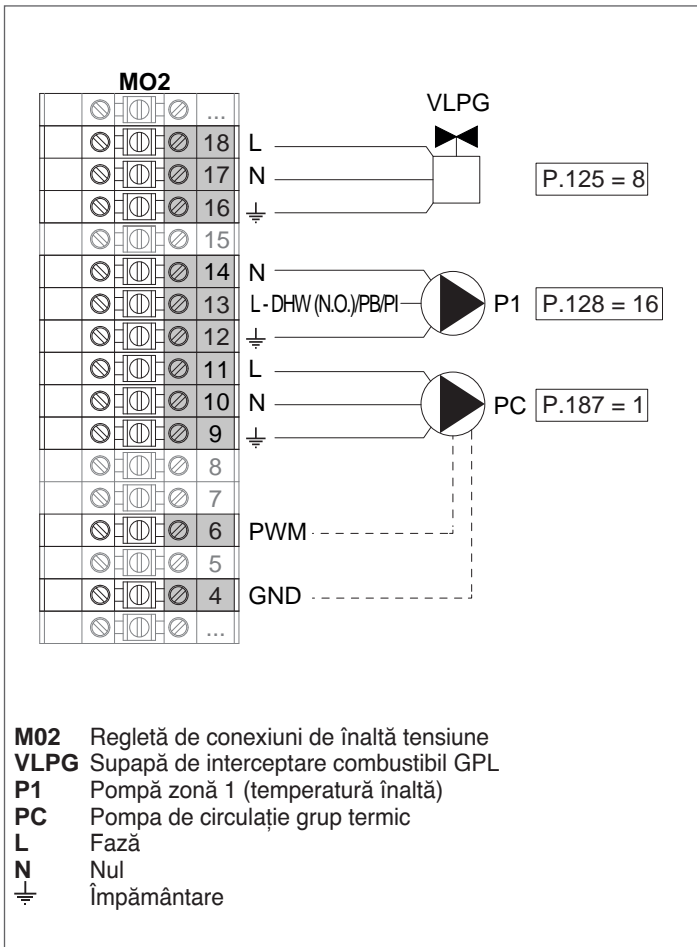 MO2
...
VLPG
18 L
17 N
16 ⏚
P.125 = 8
15
14 N
13 L - DHW (N.O.)/PB/PI P1 P.128 = 16
12 ⏚
11 L
10 N PC P.187 = 1
9 ⏚
8
7
6 PWM
5
4 GND
...
M02 Regletă de conexiuni de înaltă tensiune
VLPG Supapă de interceptare combustibil GPL
P1 Pompă zonă 1 (temperatură înaltă)
PC Pompa de circulație grup termic
L Fază
N Nul
⏚ Împământare